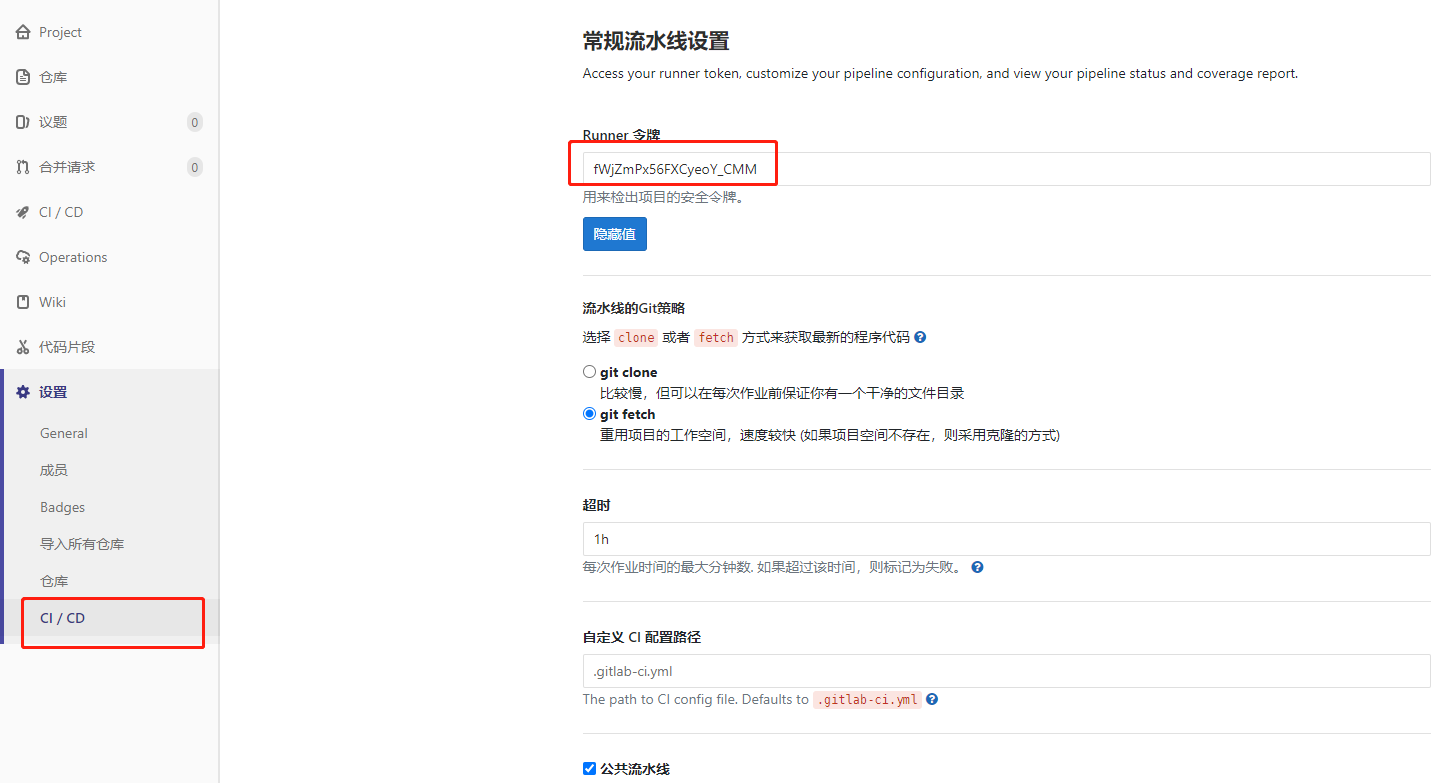 Project
仓库
议题 0
合并请求 0
CI / CD
Operations
Wiki
代码片段
设置
General
成员
Badges
导入所有仓库
仓库
CI / CD
常规流水线设置
Access your runner token, customize your pipeline configuration, and view your pipeline status and coverage report.
Runner 令牌
fWjZmPx56FXCyeoY_CMM
用来检出项目的安全令牌。
隐藏值
流水线的Git策略
选择 clone 或者 fetch 方式来获取最新的程序代码 ?
git clone
比较慢，但可以在每次作业前保证你有一个干净的文件目录
git fetch
重用项目的工作空间，速度较快 (如果项目空间不存在，则采用克隆的方式)
超时
1h
每次作业时间的最大分钟数. 如果超过该时间，则标记为失败。 ?
自定义 CI 配置路径
.gitlab-ci.yml
The path to CI config file. Defaults to .gitlab-ci.yml ?
公共流水线